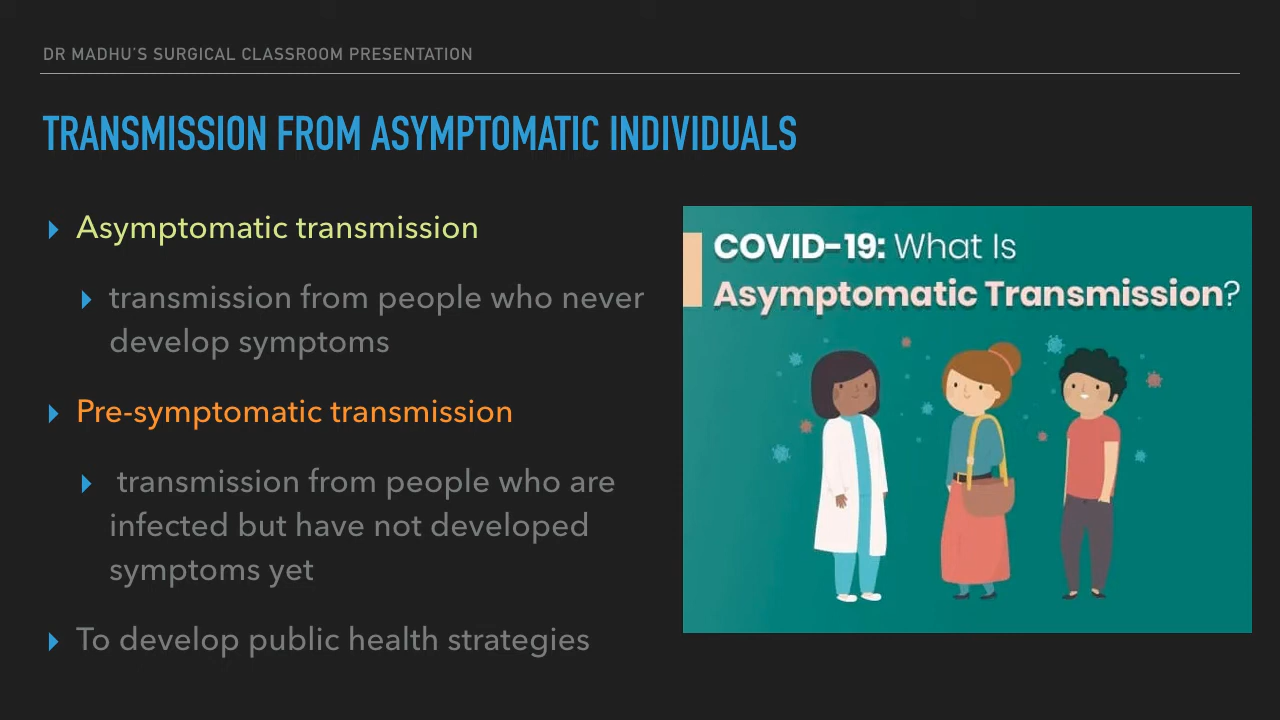 DR MADHU'S SURGICAL CLASSROOM PRESENTATION
TRANSMISSION FROM ASYMPTOMATIC INDIVIDUALS
Asymptomatic transmission
transmission from people who never
develop symptoms
Pre-symptomatic transmission
transmission from people who are
infected but have not developed
symptoms yet
To develop public health strategies
COVID-19: What Is
Asymptomatic Transmission?